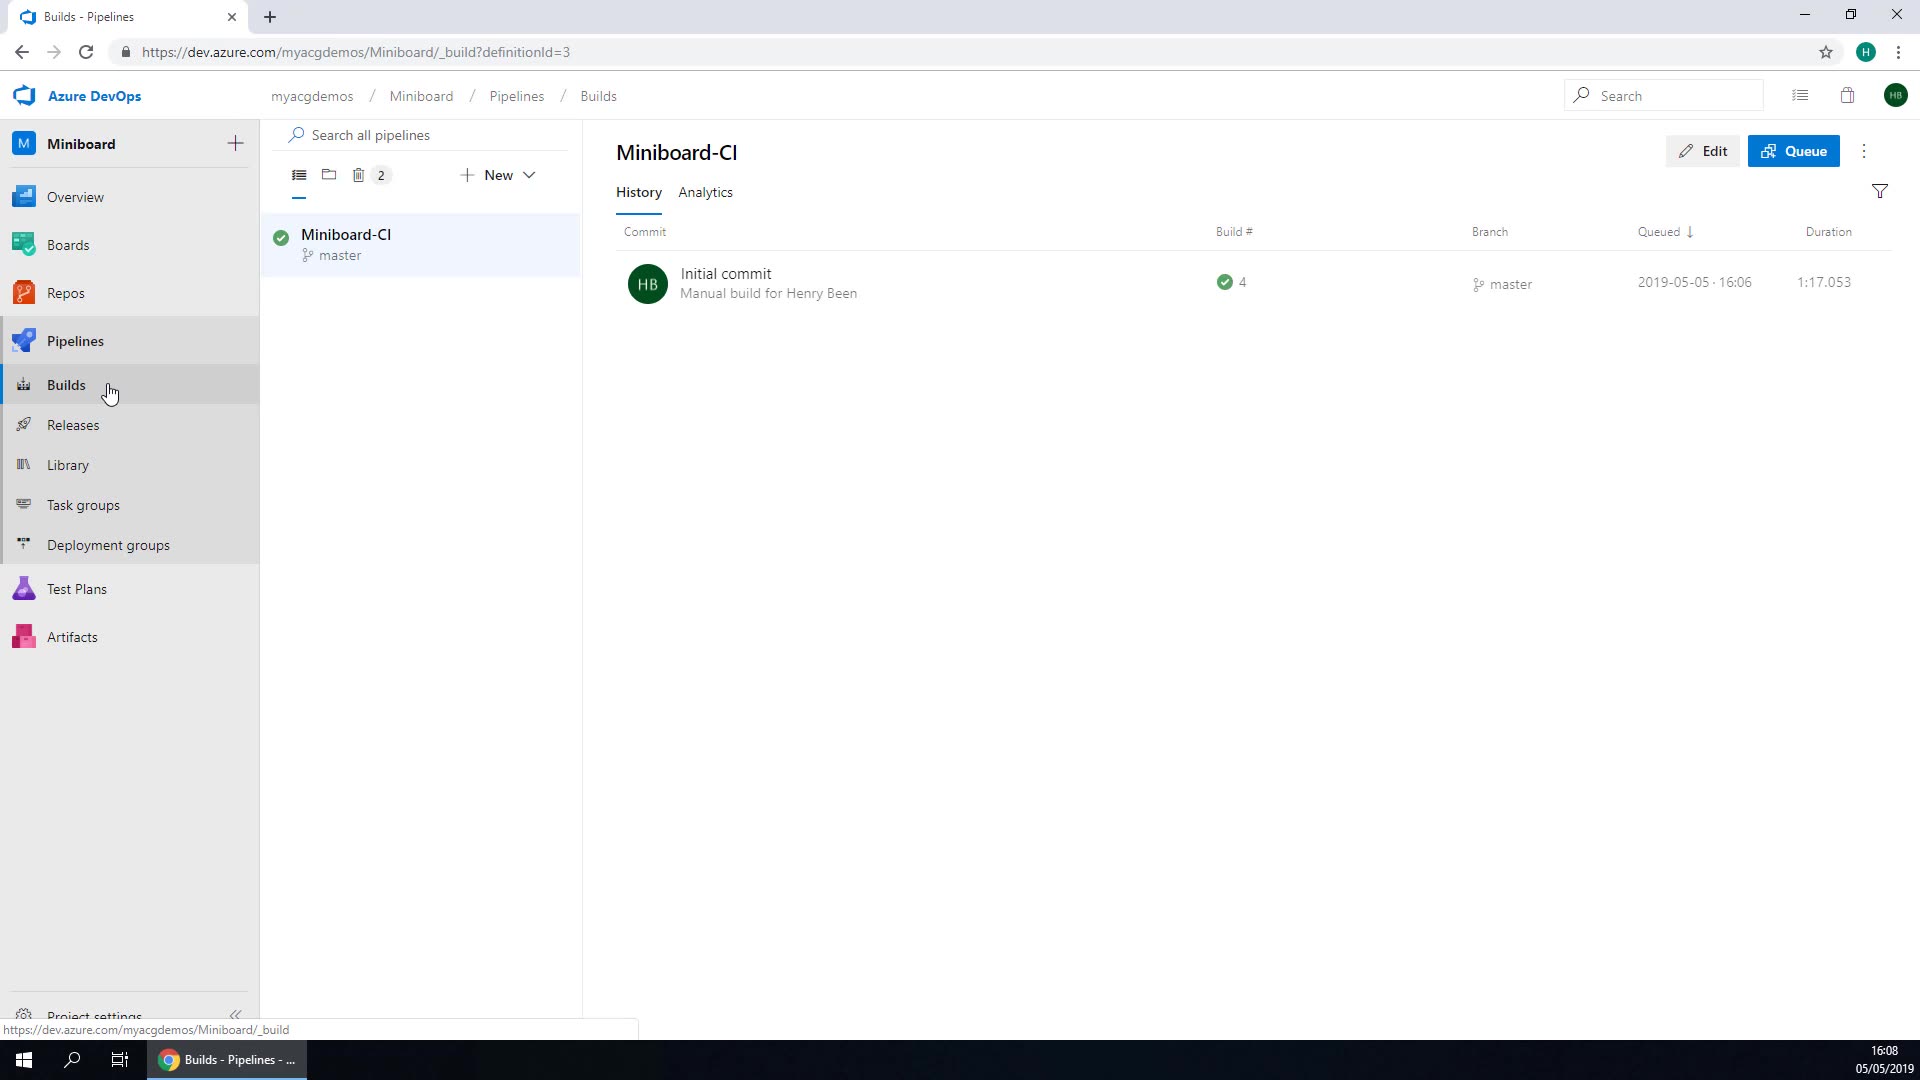 Builds - Pipelines
https://dev.azure.com/myacgdemos/Miniboard/_build?definitionId=3
H
Azure DevOps
myacgdemos / Miniboard / Pipelines / Builds
Search
HB
M Miniboard
Overview
Boards
Repos
Pipelines
Builds
Releases
Library
Task groups
Deployment groups
Test Plans
Artifacts
Project settings
https://dev.azure.com/myacgdemos/Miniboard/_build
Search all pipelines
2
New
Miniboard-CI
master
Miniboard-CI
Edit
Queue
History Analytics
Commit Build # Branch Queued Duration
HB Initial commit
Manual build for Henry Been
4
master
2019-05-05 · 16:06
1:17.053
Builds - Pipelines - ...
16:08
05/05/2019